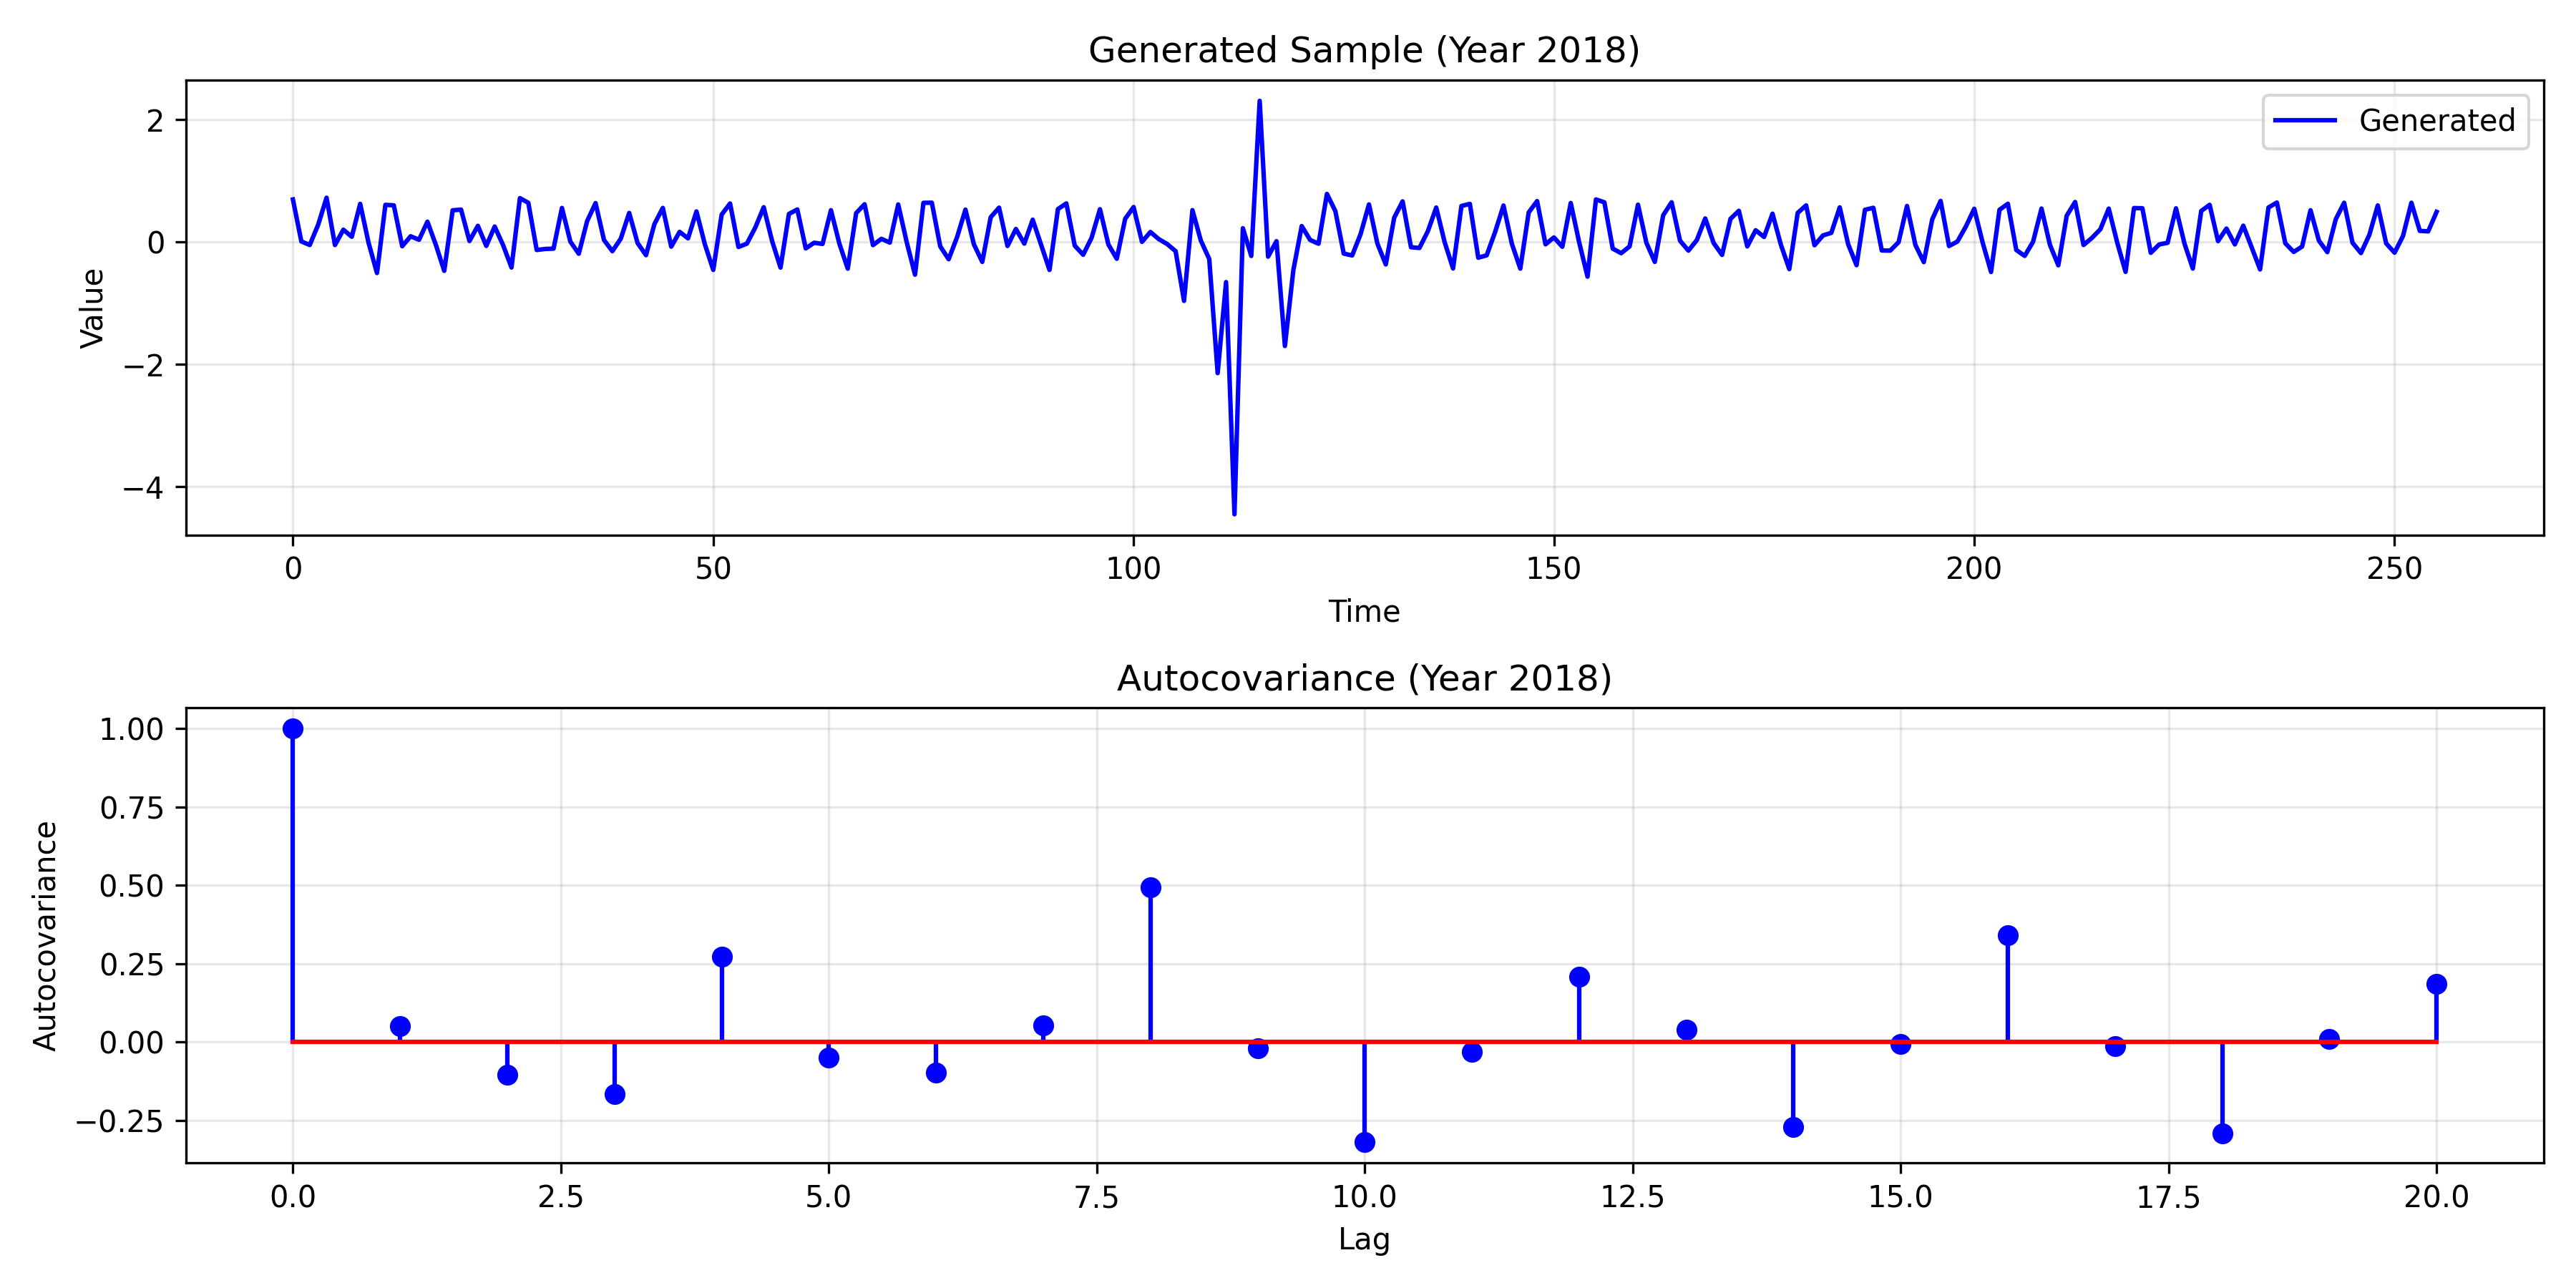 Generated Sample (Year 2018)
Generated
Value
2
0
−2
−4
0 50 100 150 200 250
Time
Autocovariance (Year 2018)
Autocovariance
1.00
0.75
0.50
0.25
0.00
−0.25
0.0 2.5 5.0 7.5 10.0 12.5 15.0 17.5 20.0
Lag